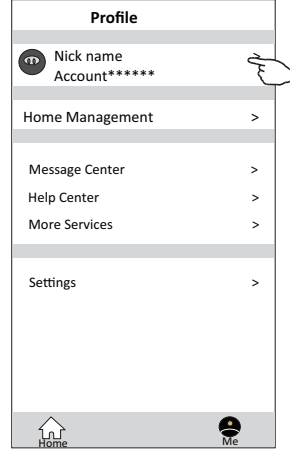 Profile
Nick name
Account******
Home Management >
Message Center >
Help Center >
More Services >
Settings >
Home Me